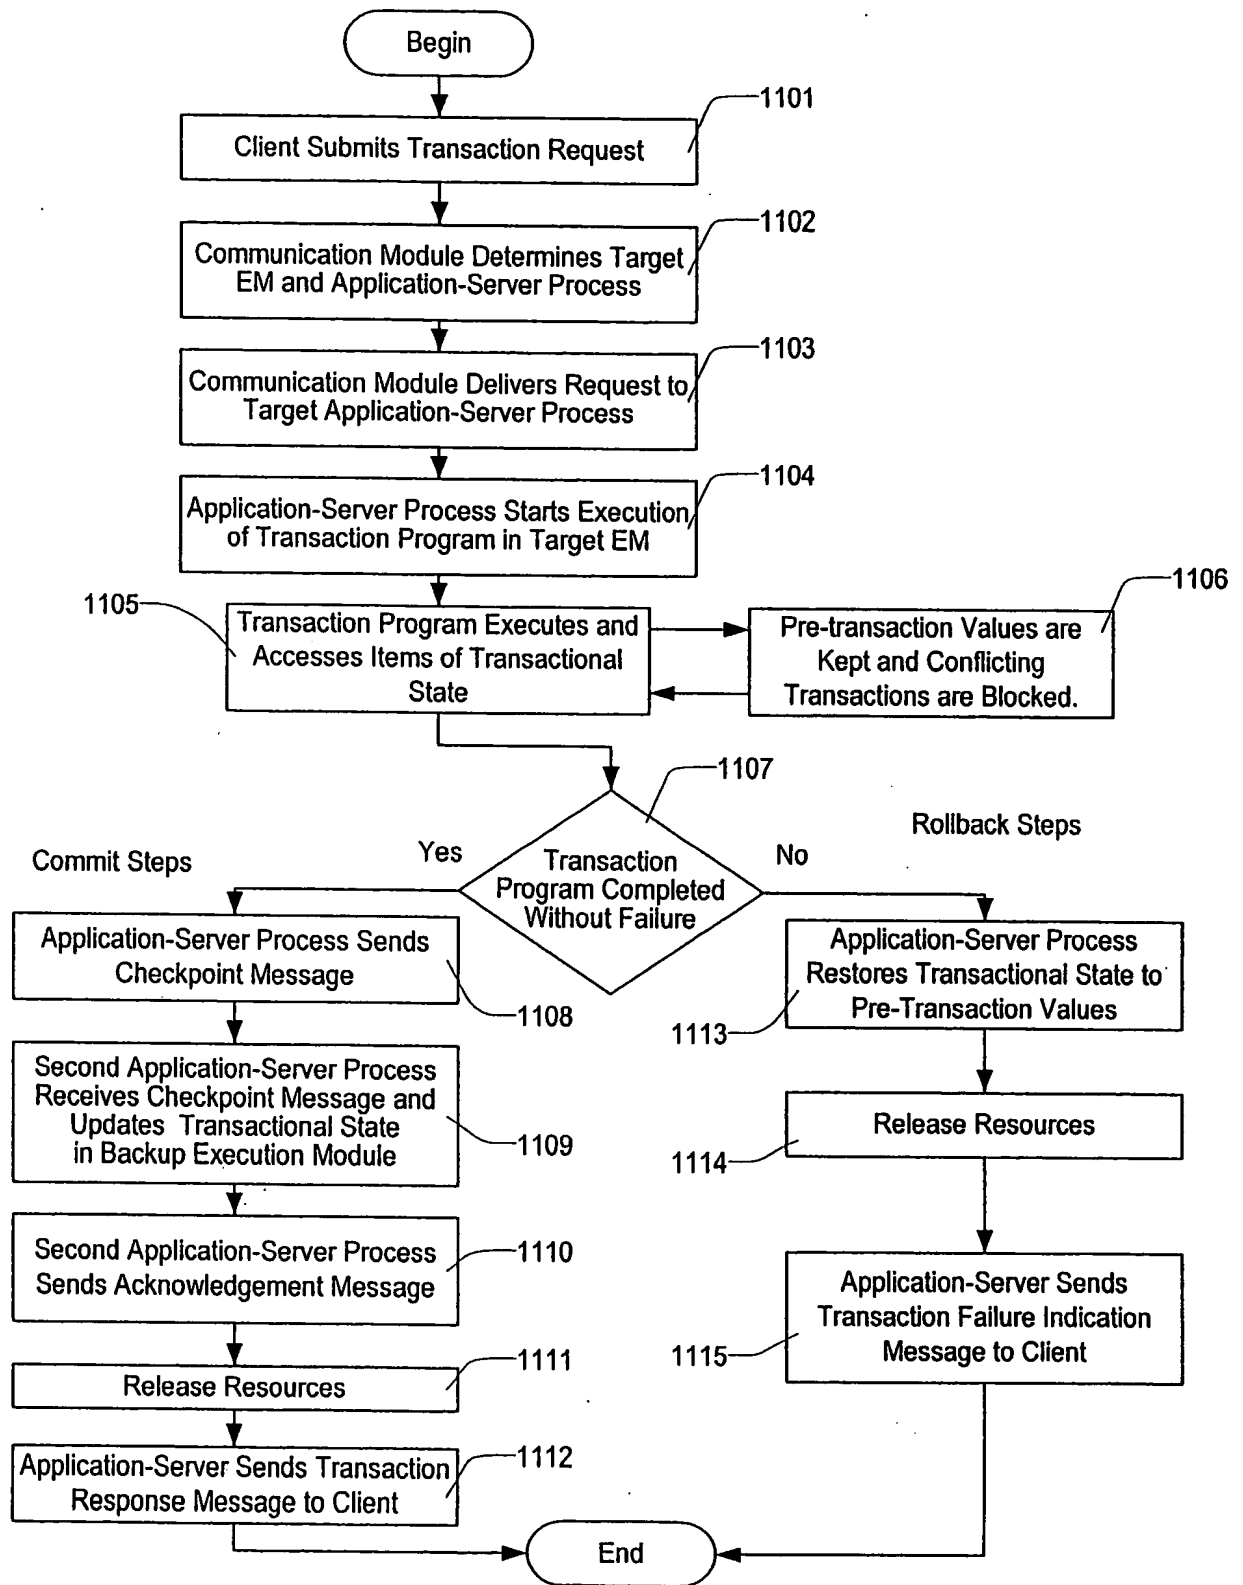 Begin
1101
Client Submits Transaction Request
1102
Communication Module Determines Target
EM and Application-Server Process
1103
Communication Module Delivers Request to
Target Application-Server Process
1104
Application-Server Process Starts Execution
of Transaction Program in Target EM
1105
Transaction Program Executes and
Accesses Items of Transactional
State
1106
Pre-transaction Values are
Kept and Conflicting
Transactions are Blocked.
1107
Transaction
Program Completed
Without Failure
Yes
No
Commit Steps
Rollback Steps
Application-Server Process Sends
Checkpoint Message
1108
Second Application-Server Process
Receives Checkpoint Message and
Updates Transactional State
in Backup Execution Module
1109
Second Application-Server Process
Sends Acknowledgement Message
1110
Release Resources
1111
Application-Server Sends Transaction
Response Message to Client
1112
Application-Server Process
Restores Transactional State to
Pre-Transaction Values
1113
Release Resources
1114
Application-Server Sends
Transaction Failure Indication
Message to Client
1115
End